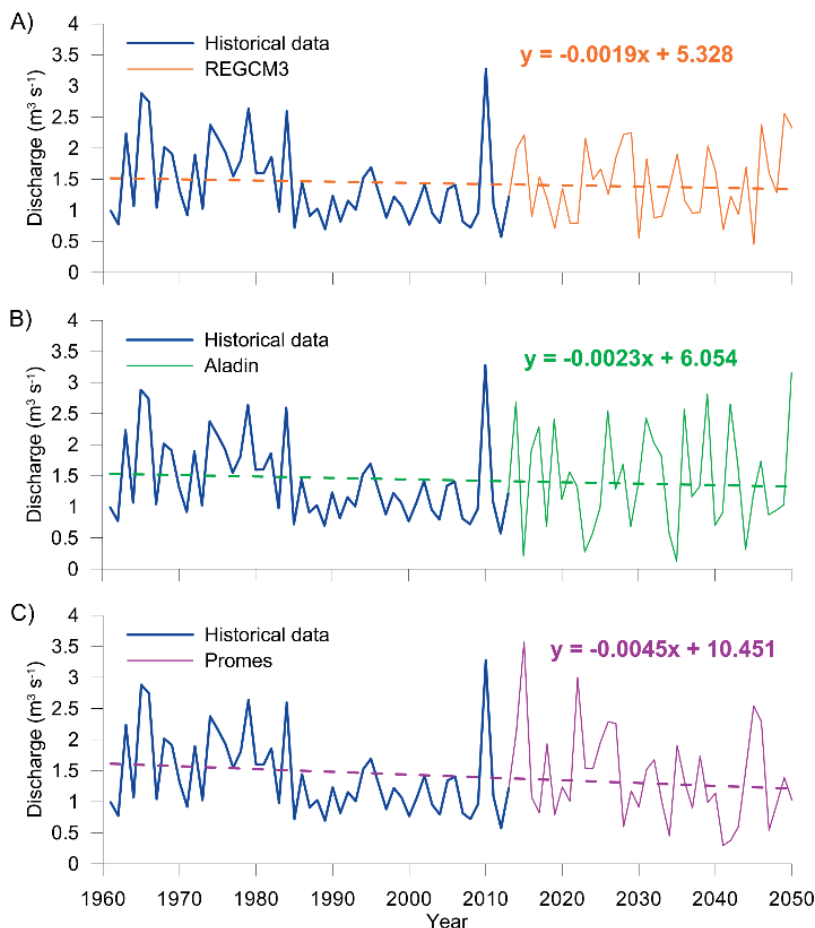 A)
Historical data
REGCM3
y = -0.0019x + 5.328
Discharge (m³ s⁻¹)
4
3.5
3
2.5
2
1.5
1
0.5
0
B)
Historical data
Aladin
y = -0.0023x + 6.054
Discharge (m³ s⁻¹)
4
3.5
3
2.5
2
1.5
1
0.5
0
C)
Historical data
Promes
y = -0.0045x + 10.451
Discharge (m³ s⁻¹)
4
3.5
3
2.5
2
1.5
1
0.5
0
1960 1970 1980 1990 2000 2010 2020 2030 2040 2050
Year